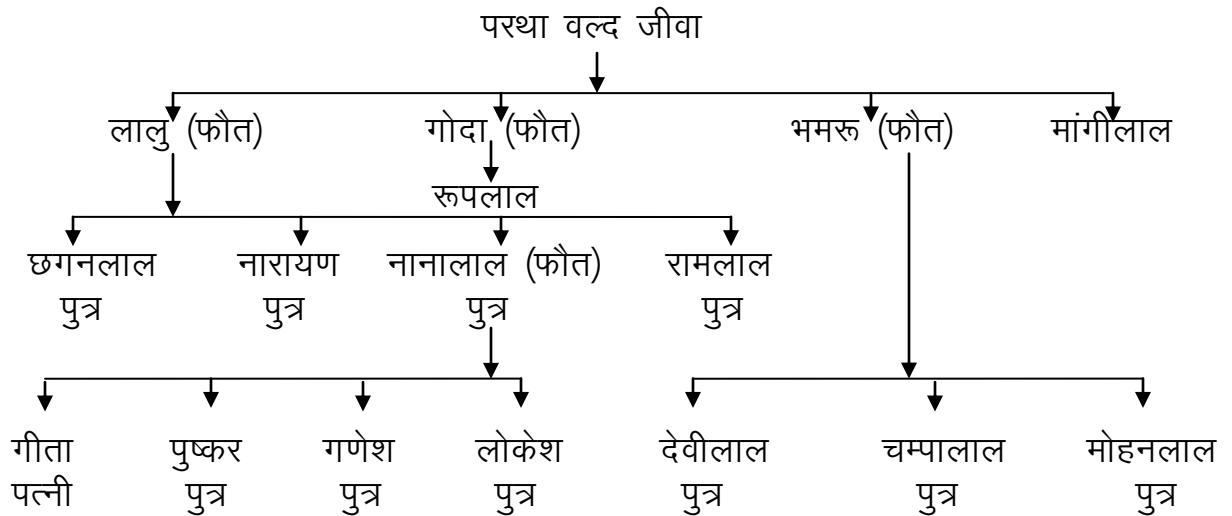 परथा वल्द जीवा
लालु (फौत) गोदा (फौत) भमरू (फौत) मांगीलाल
रूपलाल
छगनलाल नारायण नानालाल (फौत) रामलाल
पुत्र पुत्र पुत्र पुत्र
गीता पुष्कर गणेश लोकेश देवीलाल चम्पालाल मोहनलाल
पत्नी पुत्र पुत्र पुत्र पुत्र पुत्र पुत्र